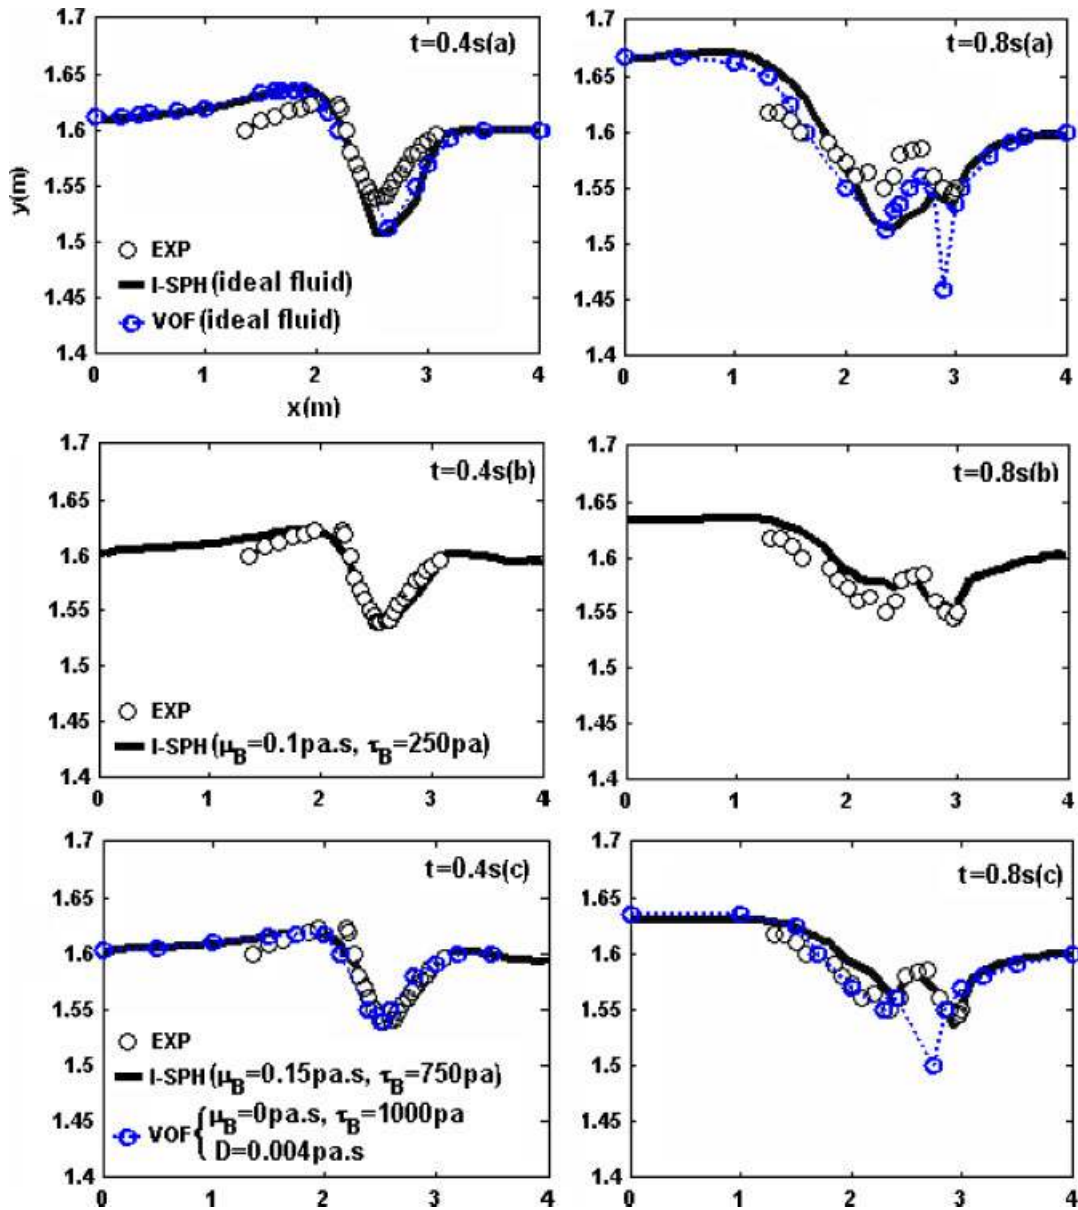 1.7
1.65
1.6
1.55
1.5
1.45
1.4
y(m)
t=0.4s(a)
EXP
I-SPH(ideal fluid)
VOF(ideal fluid)
0 1 2 3 4
x(m)
1.7
1.65
1.6
1.55
1.5
1.45
1.4
t=0.8s(a)
0 1 2 3 4
1.7
1.65
1.6
1.55
1.5
1.45
1.4
t=0.4s(b)
EXP
I-SPH(μB=0.1pa.s, τB=250pa)
0 1 2 3 4
1.7
1.65
1.6
1.55
1.5
1.45
1.4
t=0.8s(b)
0 1 2 3 4
1.7
1.65
1.6
1.55
1.5
1.45
1.4
t=0.4s(c)
EXP
I-SPH(μB=0.15pa.s, τB=750pa)
VOF{μB=0pa.s, τB=1000pa
D=0.004pa.s
0 1 2 3 4
1.7
1.65
1.6
1.55
1.5
1.45
1.4
t=0.8s(c)
0 1 2 3 4